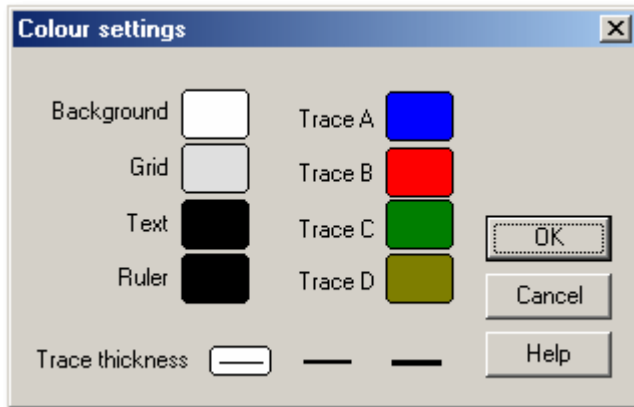 Colour settings
Background
Grid
Text
Ruler
Trace A
Trace B
Trace C
Trace D
Trace thickness
OK
Cancel
Help